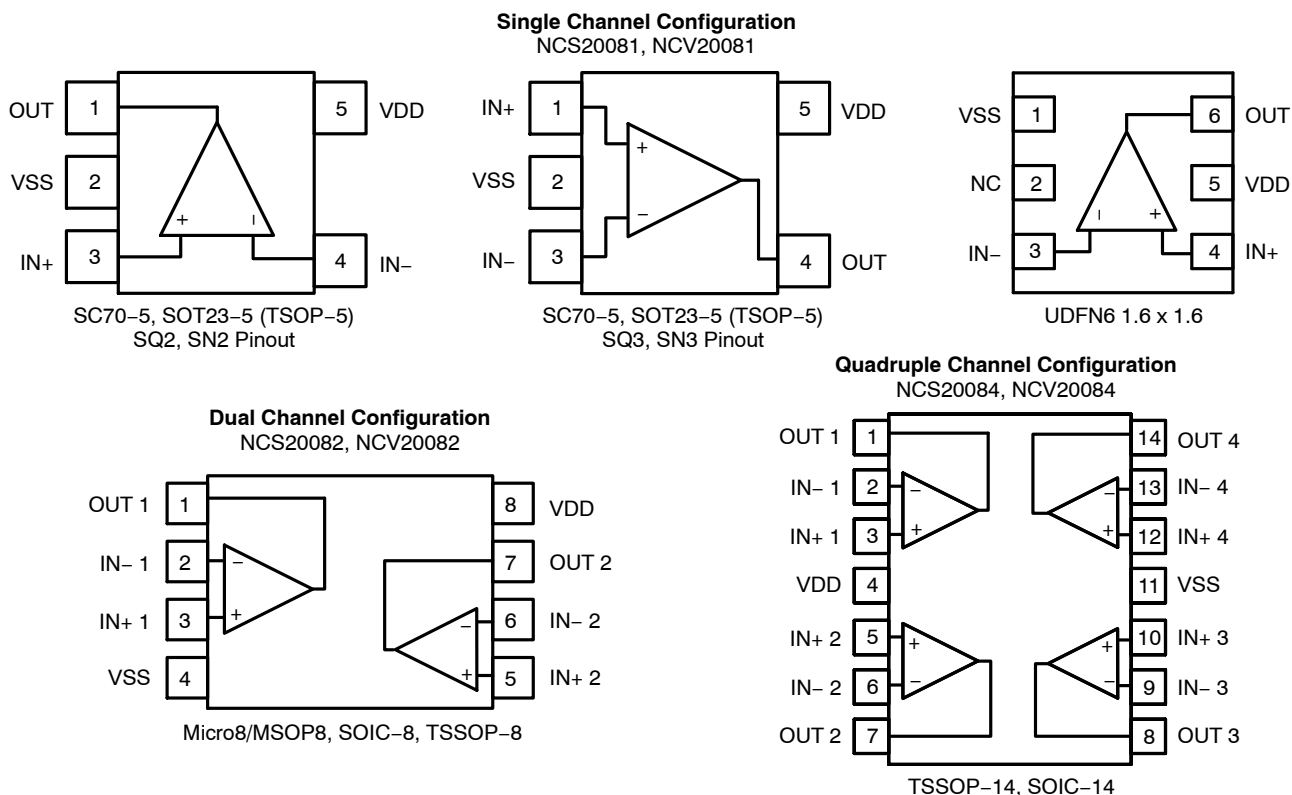 Single Channel Configuration
NCS20081, NCV20081
OUT 1
5 VDD
VSS 2
+ −
IN+ 3
4 IN−
SC70−5, SOT23−5 (TSOP−5)
SQ2, SN2 Pinout
IN+ 1
5 VDD
+
VSS 2
−
IN− 3
4 OUT
SC70−5, SOT23−5 (TSOP−5)
SQ3, SN3 Pinout
VSS 1
6 OUT
NC 2
5 VDD
− +
IN− 3
4 IN+
UDFN6 1.6 x 1.6
Dual Channel Configuration
NCS20082, NCV20082
OUT 1 1
8 VDD
IN− 1 2 −
7 OUT 2
IN+ 1 3 +
− 6 IN− 2
VSS 4
+ 5 IN+ 2
Micro8/MSOP8, SOIC−8, TSSOP−8
Quadruple Channel Configuration
NCS20084, NCV20084
OUT 1 1
14 OUT 4
IN− 1 2 −
− 13 IN− 4
IN+ 1 3 +
+ 12 IN+ 4
VDD 4
11 VSS
IN+ 2 5 +
+ 10 IN+ 3
IN− 2 6 −
− 9 IN− 3
OUT 2 7
8 OUT 3
TSSOP−14, SOIC−14